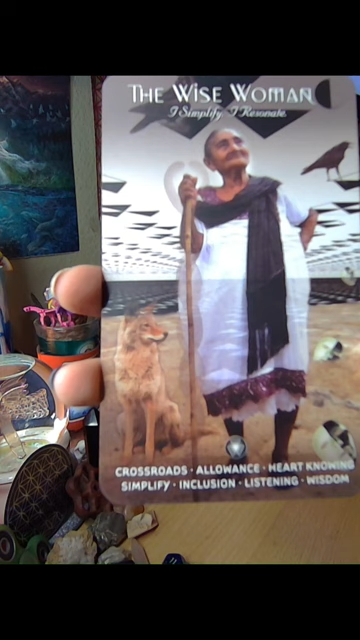 THE WISE WOMAN
I Simplify. I Resonate.
CROSSROADS · ALLOWANCE · HEART KNOWING
SIMPLIFY · INCLUSION · LISTENING · WISDOM